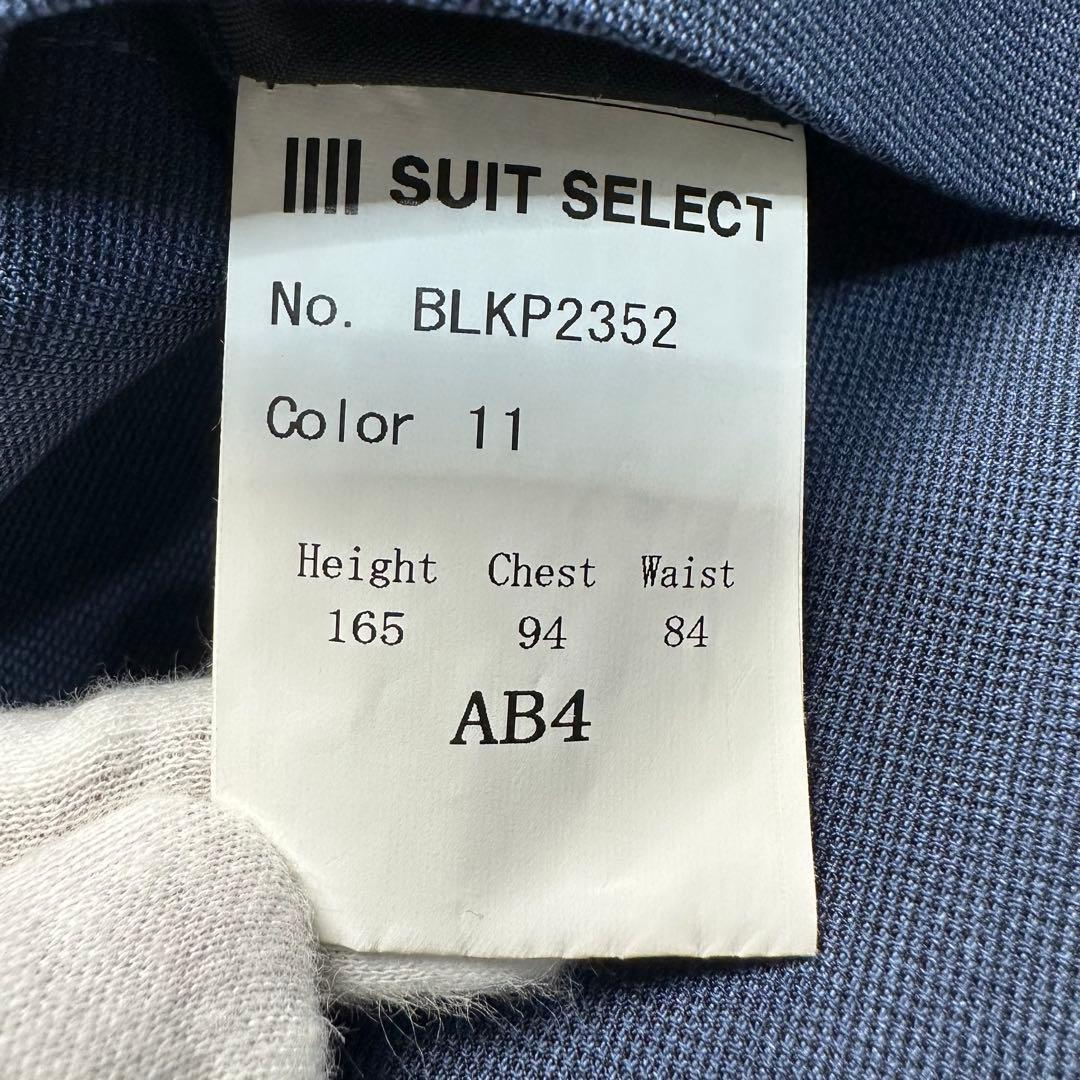 SUIT SELECT
No. BLKP2352
Color 11
Height Chest Waist
165 94 84
AB4